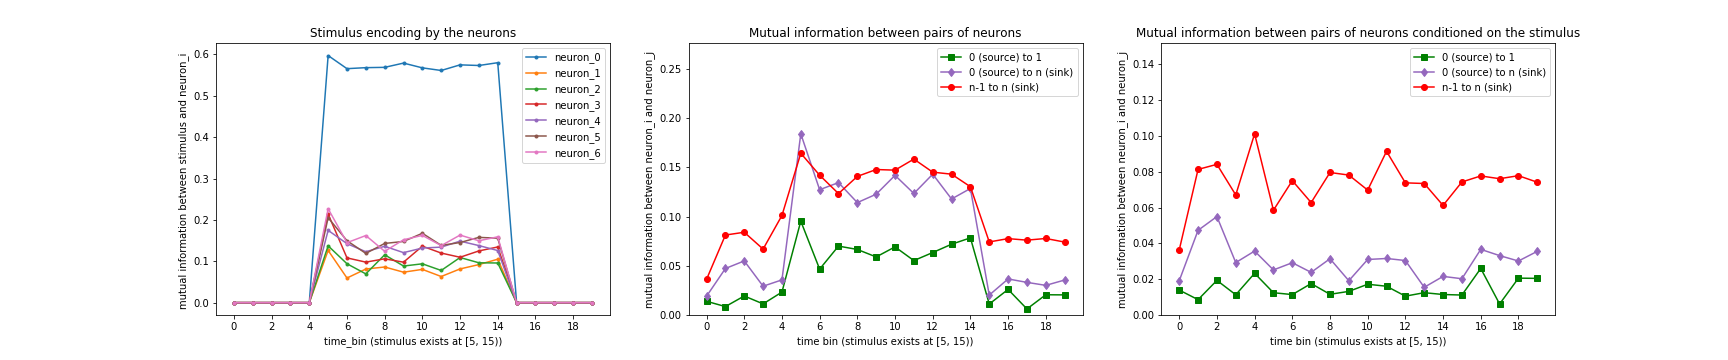 Stimulus encoding by the neurons
mutual information between stimulus and neuron_i
0.6
0.5
0.4
0.3
0.2
0.1
0.0
neuron_0
neuron_1
neuron_2
neuron_3
neuron_4
neuron_5
neuron_6
0 2 4 6 8 10 12 14 16 18
time_bin (stimulus exists at [5, 15))
Mutual information between pairs of neurons
mutual information between neuron_i and neuron_j
0.25
0.20
0.15
0.10
0.05
0.00
0 (source) to 1
0 (source) to n (sink)
n-1 to n (sink)
0 2 4 6 8 10 12 14 16 18
time bin (stimulus exists at [5, 15))
Mutual information between pairs of neurons conditioned on the stimulus
mutual information between neuron_i and neuron_j
0.14
0.12
0.10
0.08
0.06
0.04
0.02
0.00
0 (source) to 1
0 (source) to n (sink)
n-1 to n (sink)
0 2 4 6 8 10 12 14 16 18
time bin (stimulus exists at [5, 15))